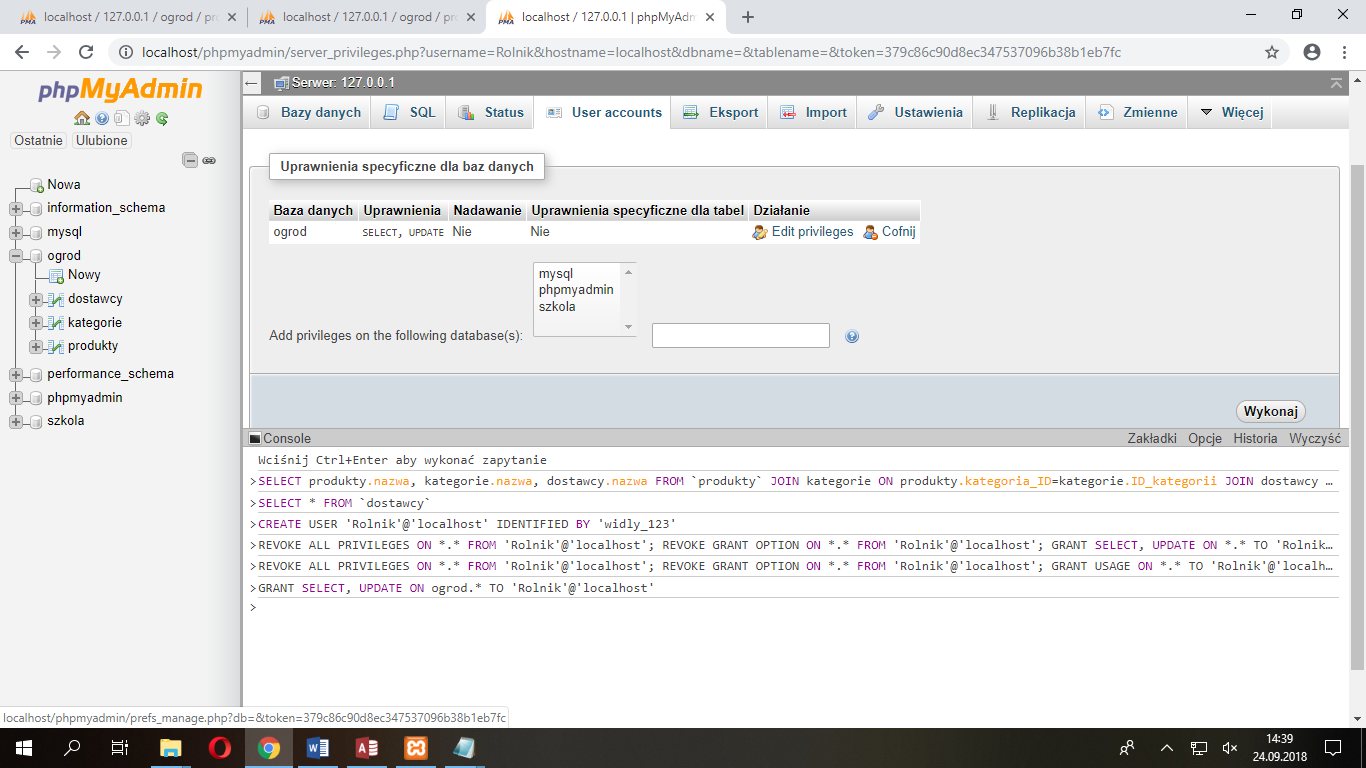 localhost / 127.0.0.1 / ogrod / pro
localhost / 127.0.0.1 / ogrod / pro
localhost / 127.0.0.1 | phpMyAdm
localhost/phpmyadmin/server_privileges.php?username=Rolnik&hostname=localhost&dbname=&tablename=&token=379c86c90d8ec347537096b38b1eb7fc
phpMyAdmin
Ostatnie Ulubione
Nowa
information_schema
mysql
ogrod
Nowy
dostawcy
kategorie
produkty
performance_schema
phpmyadmin
szkola
Serwer: 127.0.0.1
Bazy danych SQL Status User accounts Eksport Import Ustawienia Replikacja Zmienne Więcej
Uprawnienia specyficzne dla baz danych
Baza danych Uprawnienia Nadawanie Uprawnienia specyficzne dla tabel Działanie
ogrod SELECT, UPDATE Nie Nie Edit privileges Cofnij
mysql
phpmyadmin
szkola
Add privileges on the following database(s):
Wykonaj
Console Zakładki Opcje Historia Wyczyść
Wciśnij Ctrl+Enter aby wykonać zapytanie
>SELECT produkty.nazwa, kategorie.nazwa, dostawcy.nazwa FROM `produkty` JOIN kategorie ON produkty.kategoria_ID=kategorie.ID_kategorii JOIN dostawcy …
>SELECT * FROM `dostawcy`
>CREATE USER 'Rolnik'@'localhost' IDENTIFIED BY 'widly_123'
>REVOKE ALL PRIVILEGES ON *.* FROM 'Rolnik'@'localhost'; REVOKE GRANT OPTION ON *.* FROM 'Rolnik'@'localhost'; GRANT SELECT, UPDATE ON *.* TO 'Rolnik…
>REVOKE ALL PRIVILEGES ON *.* FROM 'Rolnik'@'localhost'; REVOKE GRANT OPTION ON *.* FROM 'Rolnik'@'localhost'; GRANT USAGE ON *.* TO 'Rolnik'@'localh…
>GRANT SELECT, UPDATE ON ogrod.* TO 'Rolnik'@'localhost'
>
localhost/phpmyadmin/prefs_manage.php?db=&token=379c86c90d8ec347537096b38b1eb7fc
14:39
24.09.2018